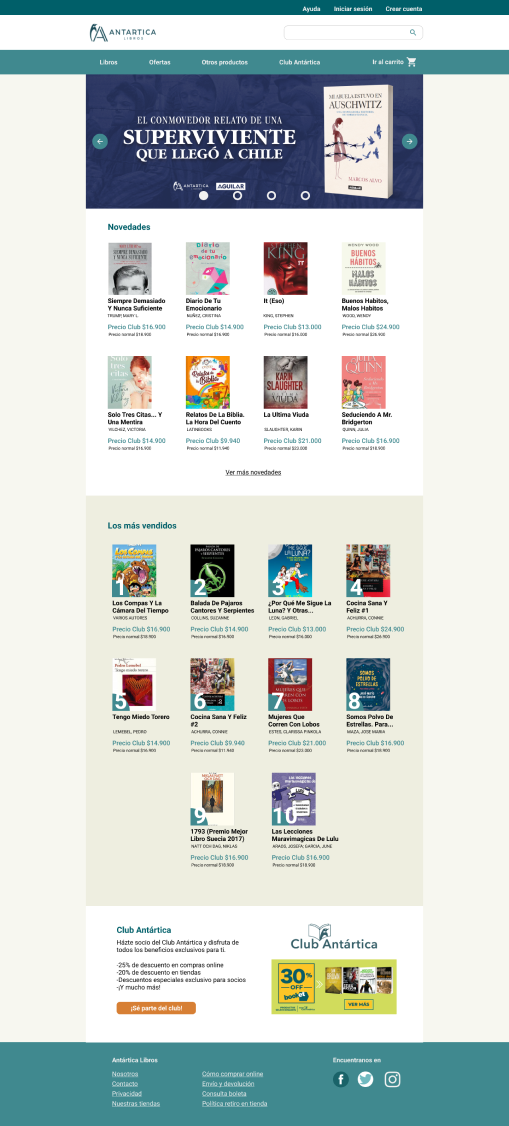 Ayuda Iniciar sesión Crear cuenta
ANTARTICA
LIBROS
Libros Ofertas Otros productos Club Antártica Ir al carrito
EL CONMOVEDOR RELATO DE UNA
SUPERVIVIENTE
QUE LLEGÓ A CHILE
MI ABUELA ESTUVO EN
AUSCHWITZ
MARCOS ALVO
ANTARTICA AGUILAR
Novedades
KING
IT
WENDY WOOD
BUENOS
HÁBITOS,
MALOS
HÁBITOS
Siempre Demasiado
Y Nunca Suficiente
TRUMP, MARY L.
Precio Club $16.900
Precio normal $18.900
Diario De Tu
Emocionario
NUÑEZ, CRISTINA
Precio Club $14.900
Precio normal $16.900
It (Eso)
KING, STEPHEN
Precio Club $13.000
Precio normal $16.000
Buenos Habitos,
Malos Habitos
WOOD, WENDY
Precio Club $24.900
Precio normal $26.900
Solo
tres
citas
KARIN
SLAUGHTER
VIUDA
JULIA
QUINN
Solo Tres Citas... Y
Una Mentira
VILCHEZ, VICTORIA
Precio Club $14.900
Precio normal $16.900
Relatos De La Biblia.
La Hora Del Cuento
LATINBOOKS
Precio Club $9.940
Precio normal $11.940
La Ultima Viuda
SLAUGHTER, KARIN
Precio Club $21.000
Precio normal $23.000
Seduciendo A Mr.
Bridgerton
QUINN, JULIA
Precio Club $16.900
Precio normal $18.900
Ver más novedades
Los más vendidos
1
Los Compas Y La
Cámara Del Tiempo
VARIOS AUTORES
Precio Club $16.900
Precio normal $18.900
2
Balada De Pajaros
Cantores Y Serpientes
COLLINS, SUZANNE
Precio Club $14.900
Precio normal $16.900
3
¿Por Qué Me Sigue La
Luna? Y Otras...
LEON, GABRIEL
Precio Club $13.000
Precio normal $16.000
4
Cocina Sana Y
Feliz #1
ACHURRA, CONNIE
Precio Club $24.900
Precio normal $26.900
5
Tengo Miedo Torero
LEMEBEL, PEDRO
Precio Club $14.900
Precio normal $16.900
6
Cocina Sana Y Feliz
#2
ACHURRA, CONNIE
Precio Club $9.940
Precio normal $11.940
7
Mujeres Que
Corren Con Lobos
ESTES, CLARISSA PINKOLA
Precio Club $21.000
Precio normal $23.000
8
Somos Polvo De
Estrellas. Para...
MAZA, JOSE MARIA
Precio Club $16.900
Precio normal $18.900
9
1793 (Premio Mejor
Libro Suecia 2017)
NATT OCH DAG, NIKLAS
Precio Club $16.900
Precio normal $18.900
10
Las Lecciones
Maravimagicas De Lulu
ARAOS, JOSEFA; GARCIA, JUNE
Precio Club $16.900
Precio normal $18.900
Club Antártica
Házte socio del Club Antártica y disfruta de
todos los beneficios exclusivos para ti.
-25% de descuento en compras online
-20% de descuento en tiendas
-Descuentos especiales exclusivo para socios
-¡Y mucho más!
¡Sé parte del club!
Club Antártica
30%
OFF
VER MÁS
Antártica Libros
Nosotros
Contacto
Privacidad
Nuestras tiendas
Cómo comprar online
Envío y devolución
Consulta boleta
Política retiro en tienda
Encuentranos en